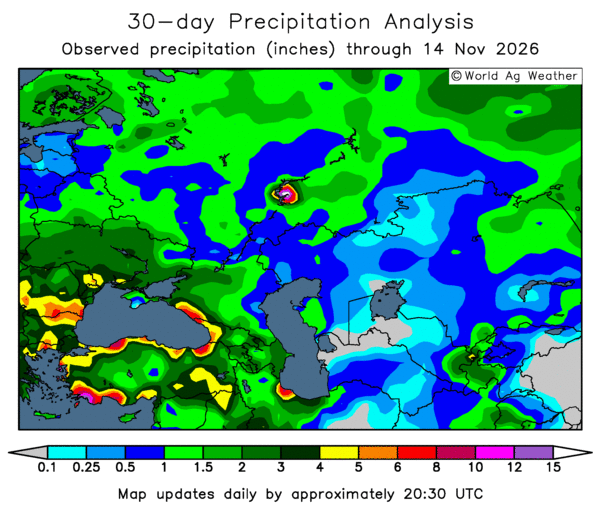 30-day Precipitation Analysis
Observed precipitation (inches) through 14 Nov 2026
© World Ag Weather
0.1 0.25 0.5 1 1.5 2 3 4 5 6 8 10 12 15
Map updates daily by approximately 20:30 UTC